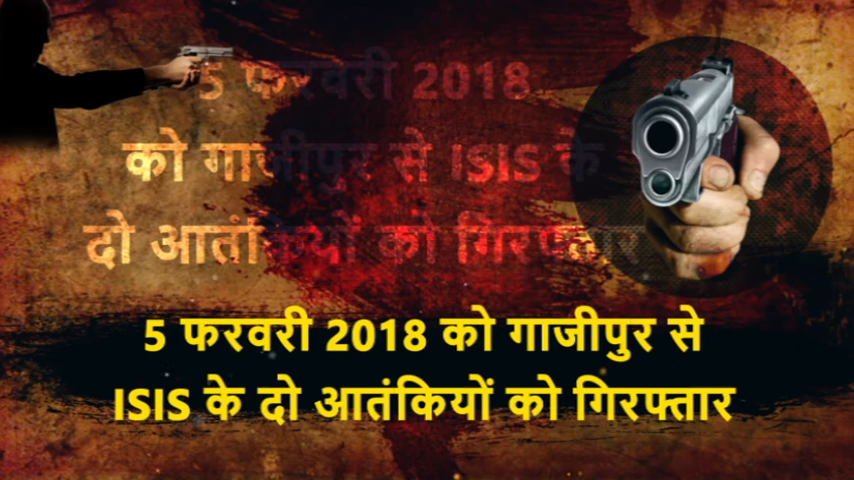 5 फरवरी 2018
को गाजीपुर से ISIS के
दो आतंकियों को गिरफ्तार
5 फरवरी 2018 को गाजीपुर से
ISIS के दो आतंकियों को गिरफ्तार